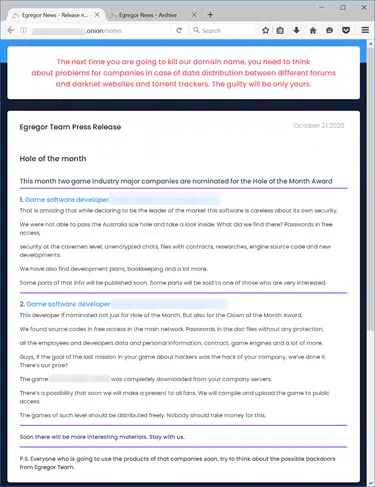 Egregor News - Release n...
Egregor News - Archive
.onion/notes
Search
The next time you are going to kill our domain name, you need to think
about problems for companies in case of data distribution between different forums
and darknet websites and torrent trackers. The guilty will be only yours.
Egregor Team Press Release
October 21 2020
Hole of the month
This month two game industry major companies are nominated for the Hole of the Month Award
1. Game software developer
That is amazing that while declaring to be the leader of the market this software is careless about its own security.
We were not able to pass the Australia size hole and take a look inside. What did we found there? Passwords in free
access,
security at the cavemen level, unencrypted chats, files with contracts, researches, engine source code and new
developments.
We have also find development plans, bookkeeping and a lot more.
Some parts of that info will be published soon. Some parts will be sold to one of those who are very interested.
2. Game software developer
This developer if nominated not just for Hole of the Month. But also for the Clown of the Month Award.
We found source codes in free access in the main network. Passwords in the doc files without any protection,
all the employees and developers data and personal information, contract, game engines and a lot of more.
Guys, if the goal of the last mission in your game about hackers was the hack of your company, we've done it.
There's our prize?
The game was completely downloaded from your company servers.
There's a possibility that soon we will make a present to all fans. We will compile and upload the game to public
access.
The games of such level should be distributed freely. Nobody should take money for this.
Soon there will be more interesting materials. Stay with us.
P.S. Everyone who is going to use the products of that companies soon, try to think about the possible backdoors
from Egregor Team.